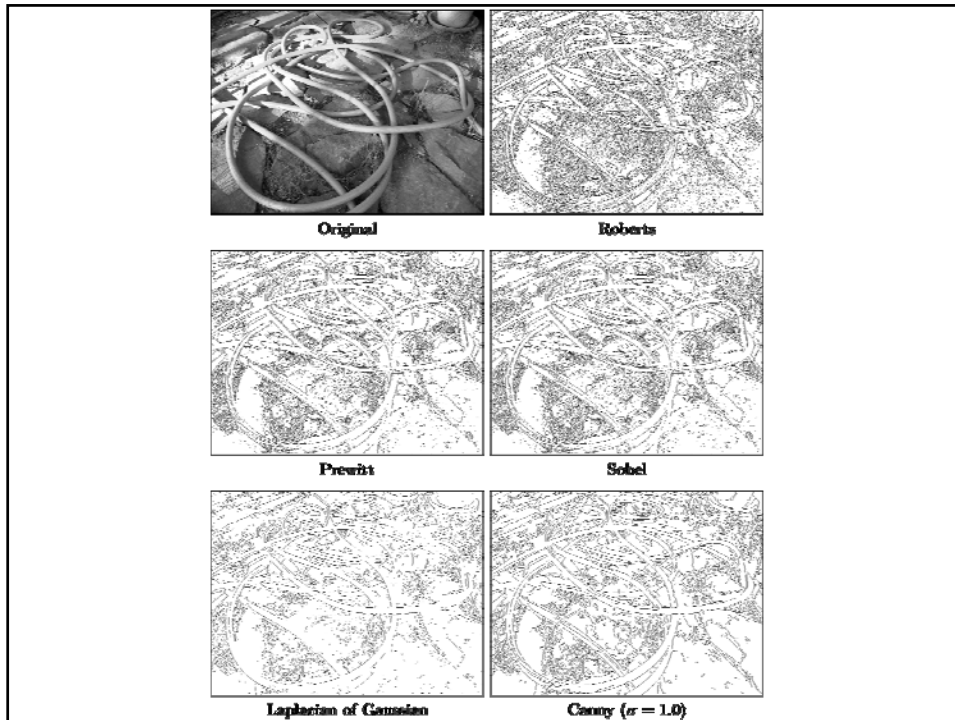 Original
Roberts
Prewitt
Sobel
Laplacian of Gaussian
Canny (σ = 1.0)